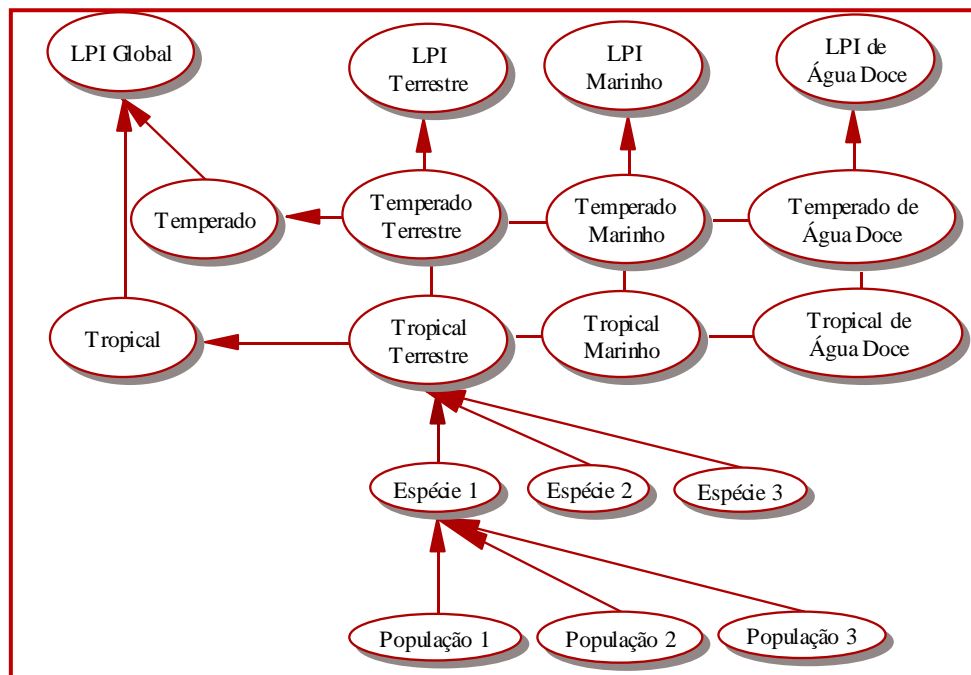 LPI Global
LPI
Terrestre
LPI
Marinho
LPI de
Água Doce
Temperado
Temperado
Terrestre
Temperado
Marinho
Temperado de
Água Doce
Tropical
Tropical
Terrestre
Tropical
Marinho
Tropical de
Água Doce
Espécie 1
Espécie 2
Espécie 3
População 1
População 2
População 3